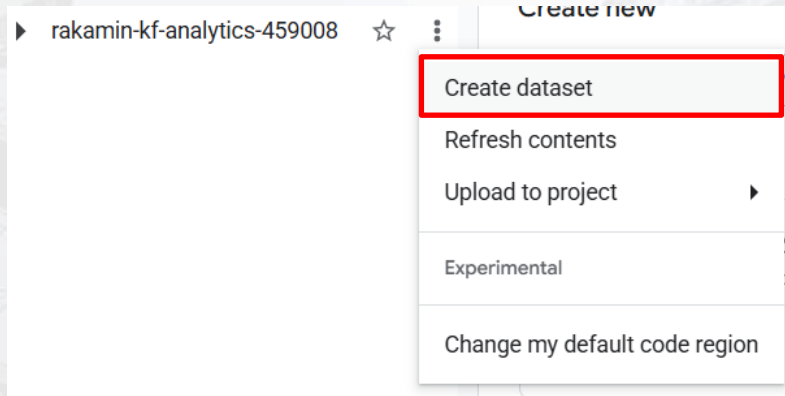 Create new
rakamin-kf-analytics-459008
Create dataset
Refresh contents
Upload to project
Experimental
Change my default code region